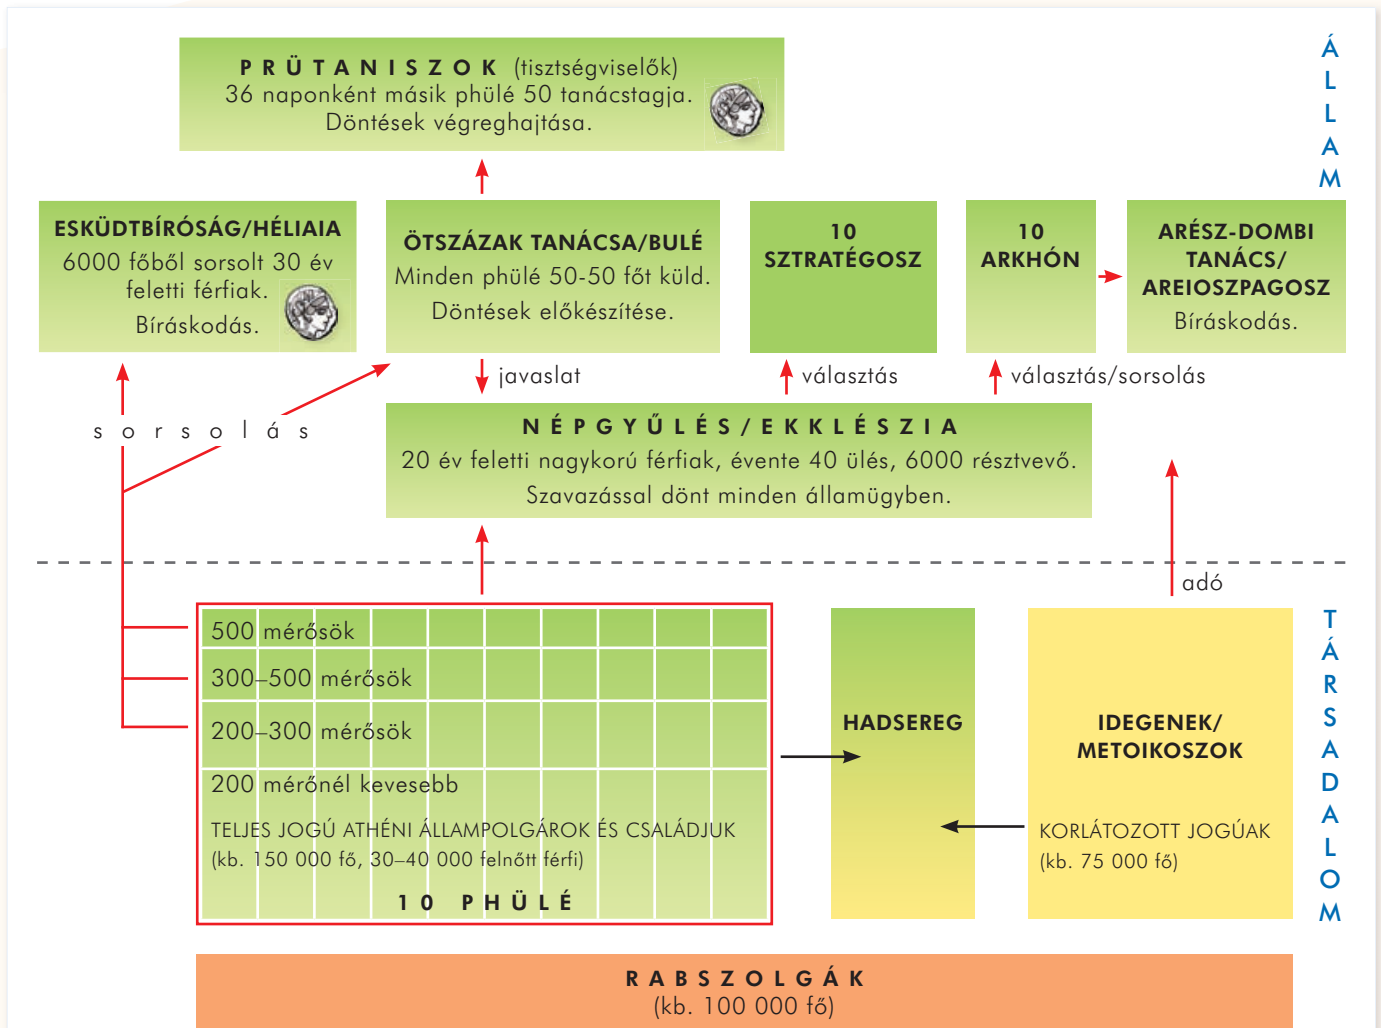 PRÜTANISZOK (tisztségviselők)
36 naponként másik phülé 50 tanácstagja.
Döntések végreghajtása.
ÁLLAM
ESKÜDTBÍRÓSÁG/HÉLIAIA
6000 főből sorsolt 30 év
feletti férfiak.
Bíráskodás.
ÖTSZÁZAK TANÁCSA/BULÉ
Minden phülé 50-50 főt küld.
Döntések előkészítése.
10
SZTRATÉGOSZ
10
ARKHÓN
ARÉSZ-DOMBI
TANÁCS/
AREIOSZPAGOSZ
Bíráskodás.
javaslat
választás
választás/sorsolás
sorsolás
NÉPGYŰLÉS/EKKLÉSZIA
20 év feletti nagykorú férfiak, évente 40 ülés, 6000 résztvevő.
Szavazással dönt minden államügyben.
adó
500 mérősök
300–500 mérősök
200–300 mérősök
200 mérőnél kevesebb
TELJES JOGÚ ATHÉNI ÁLLAMPOLGÁROK ÉS CSALÁDJUK
(kb. 150 000 fő, 30–40 000 felnőtt férfi)
10 PHÜLÉ
HADSEREG
IDEGENEK/
METOIKOSZOK
KORLÁTOZOTT JOGÚAK
(kb. 75 000 fő)
TÁRSADALOM
RABSZOLGÁK
(kb. 100 000 fő)